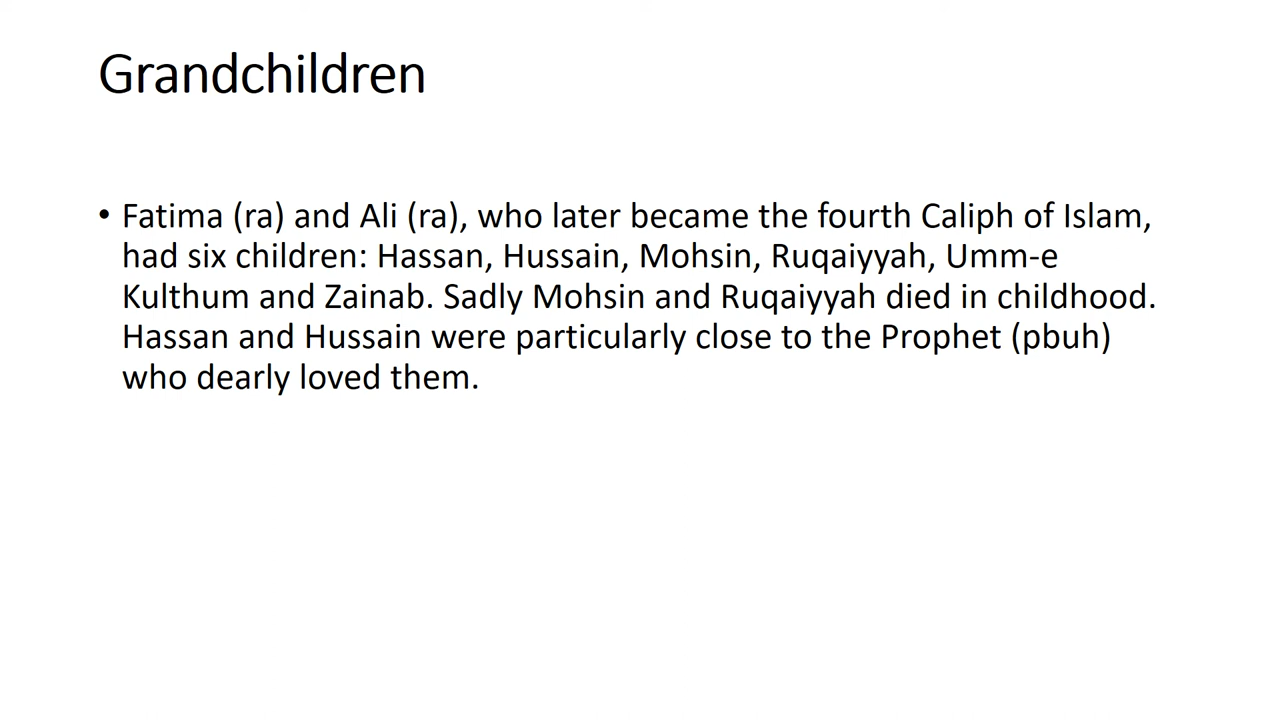 Grandchildren
• Fatima (ra) and Ali (ra), who later became the fourth Caliph of Islam,
had six children: Hassan, Hussain, Mohsin, Ruqaiyyah, Umm-e
Kulthum and Zainab. Sadly Mohsin and Ruqaiyyah died in childhood.
Hassan and Hussain were particularly close to the Prophet (pbuh)
who dearly loved them.